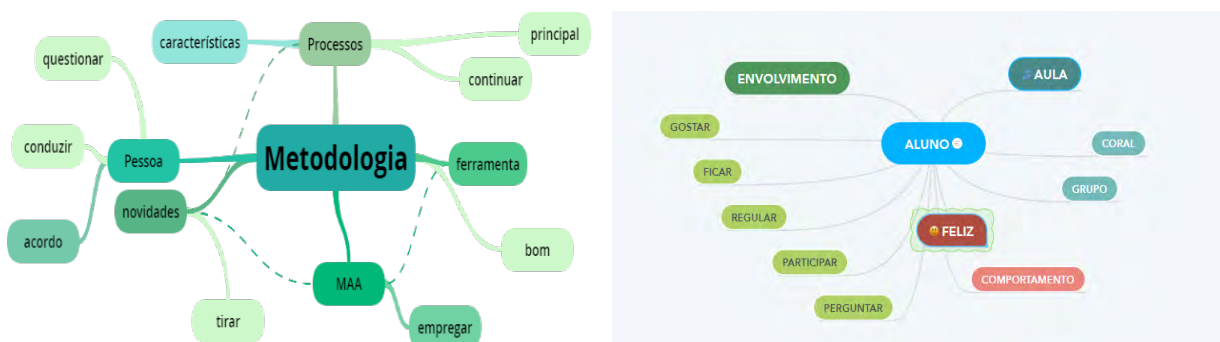 características
Processos
principal
questionar
continuar
conduzir
Pessoa
Metodologia
ferramenta
novidades
acordo
bom
MAA
tirar
empregar
ENVOLVIMENTO
AULA
GOSTAR
ALUNO
CORAL
FICAR
GRUPO
REGULAR
FELIZ
PARTICIPAR
COMPORTAMENTO
PERGUNTAR